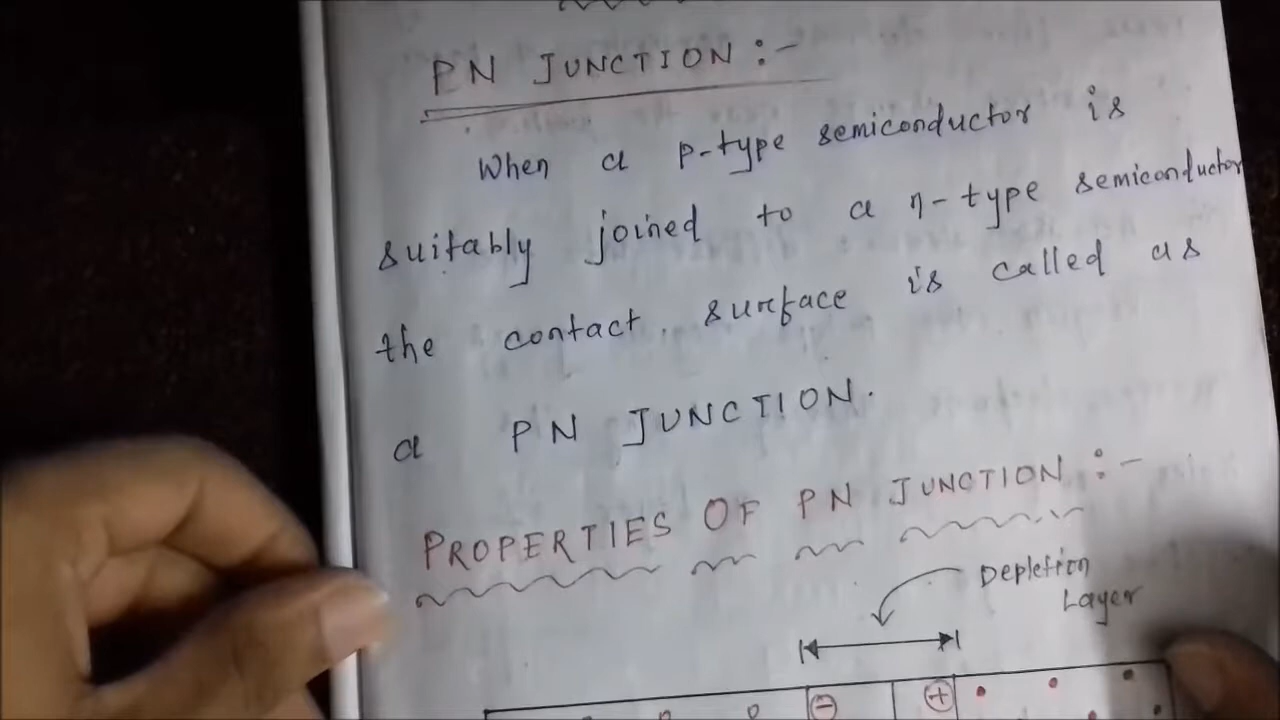 PN JUNCTION :-
When a p-type semiconductor is
suitably joined to a n-type semiconductor
the contact surface is called as
a PN JUNCTION.
PROPERTIES OF PN JUNCTION :-
Depletion
Layer
- +